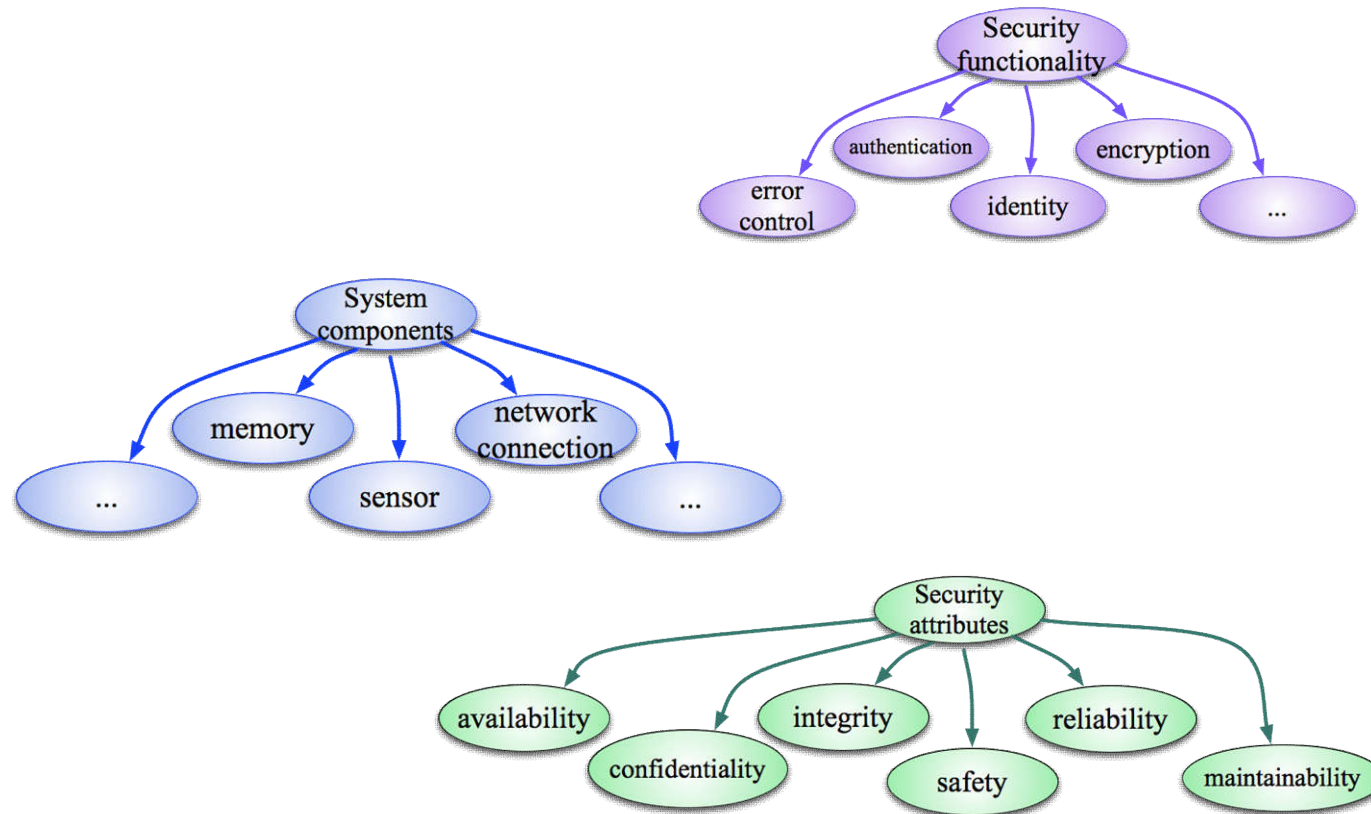 Security
functionality
authentication
encryption
error
control
identity
...
System
components
memory
network
connection
...
sensor
...
Security
attributes
availability
integrity
reliability
confidentiality
safety
maintainability